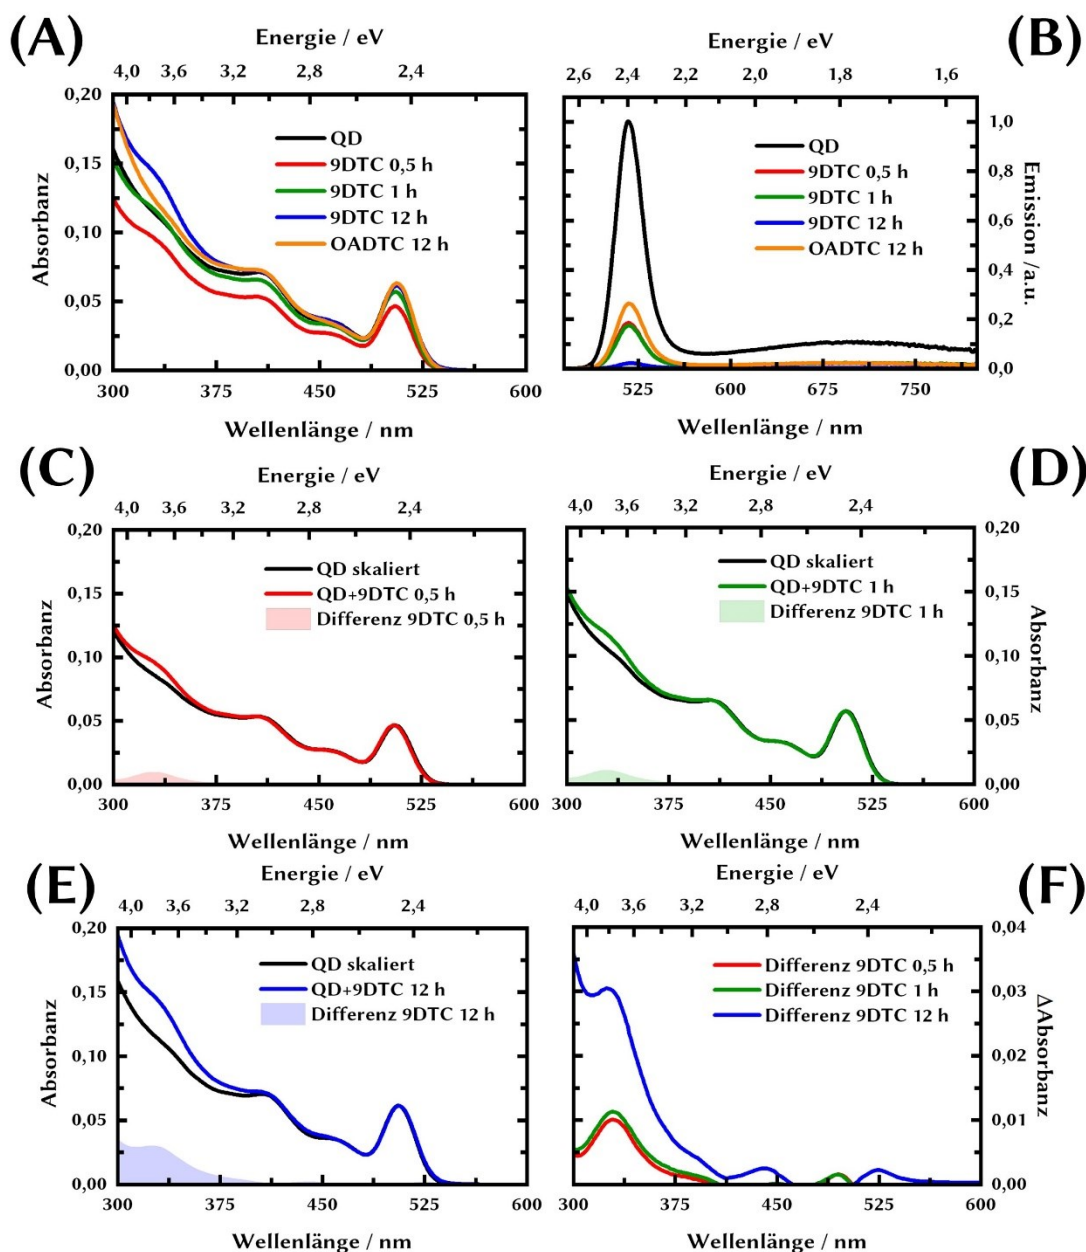 (A)
Energie / eV
4,0 3,6 3,2 2,8 2,4
0,20
0,15
0,10
0,05
0,00
Absorbanz
QD
9DTC 0,5 h
9DTC 1 h
9DTC 12 h
OADTC 12 h
300 375 450 525 600
Wellenlänge / nm
(B)
Energie / eV
2,6 2,4 2,2 2,0 1,8 1,6
QD
9DTC 0,5 h
9DTC 1 h
9DTC 12 h
OADTC 12 h
1,0
0,8
0,6
0,4
0,2
0,0
Emission /a.u.
525 600 675 750
Wellenlänge / nm
(C)
Energie / eV
4,0 3,6 3,2 2,8 2,4
0,20
0,15
0,10
0,05
0,00
Absorbanz
QD skaliert
QD+9DTC 0,5 h
Differenz 9DTC 0,5 h
300 375 450 525 600
Wellenlänge / nm
(D)
Energie / eV
4,0 3,6 3,2 2,8 2,4
QD skaliert
QD+9DTC 1 h
Differenz 9DTC 1 h
0,20
0,15
0,10
0,05
0,00
Absorbanz
300 375 450 525 600
Wellenlänge / nm
(E)
Energie / eV
4,0 3,6 3,2 2,8 2,4
0,20
0,15
0,10
0,05
0,00
Absorbanz
QD skaliert
QD+9DTC 12 h
Differenz 9DTC 12 h
300 375 450 525 600
Wellenlänge / nm
(F)
Energie / eV
4,0 3,6 3,2 2,8 2,4
Differenz 9DTC 0,5 h
Differenz 9DTC 1 h
Differenz 9DTC 12 h
0,04
0,03
0,02
0,01
0,00
ΔAbsorbanz
300 375 450 525 600
Wellenlänge / nm